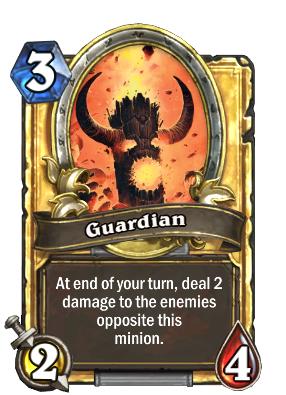 3
Guardian
At end of your turn, deal 2
damage to the enemies
opposite this
minion.
2
4